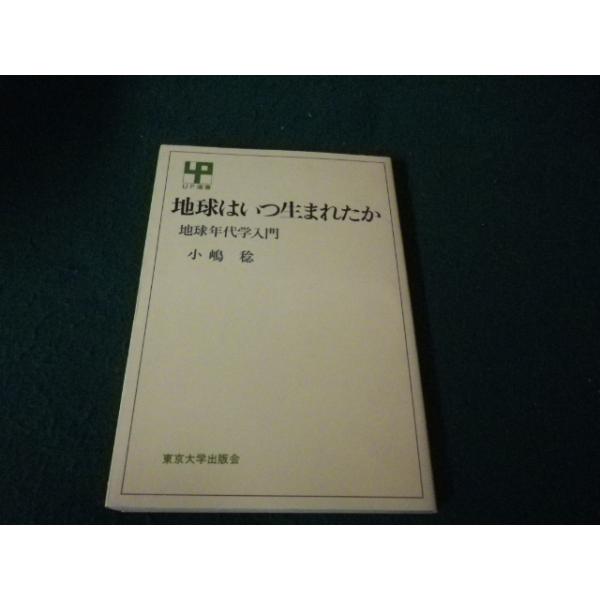 UP選書
地球はいつ生まれたか
地球年代学入門
小嶋 稔
東京大学出版会